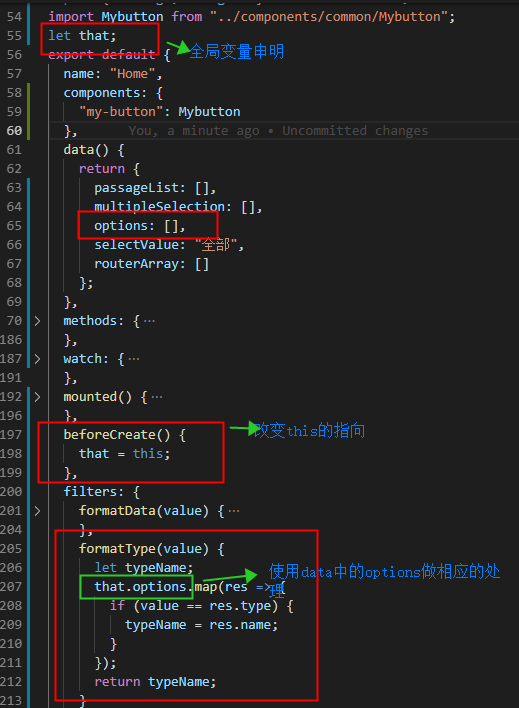 54 import Mybutton from "../components/common/Mybutton";
55 let that;
全局变量申明
56 export default {
57 name: "Home",
58 components: {
59 "my-button": Mybutton
60 }, You, a minute ago • Uncommitted changes
61 data() {
62 return {
63 passageList: [],
64 multipleSelection: [],
65 options: [],
66 selectValue: "全部",
67 routerArray: []
68 };
69 },
70 methods: {…
186 },
187 watch: {…
191 },
192 mounted() {…
196 },
197 beforeCreate() {
改变this的指向
198 that = this;
199 },
200 filters: {
201 formatData(value) {…
204 },
205 formatType(value) {
206 let typeName;
使用data中的options做相应的处
理
207 that.options.map(res => {
208 if (value == res.type) {
209 typeName = res.name;
210 }
211 });
212 return typeName;
213 }